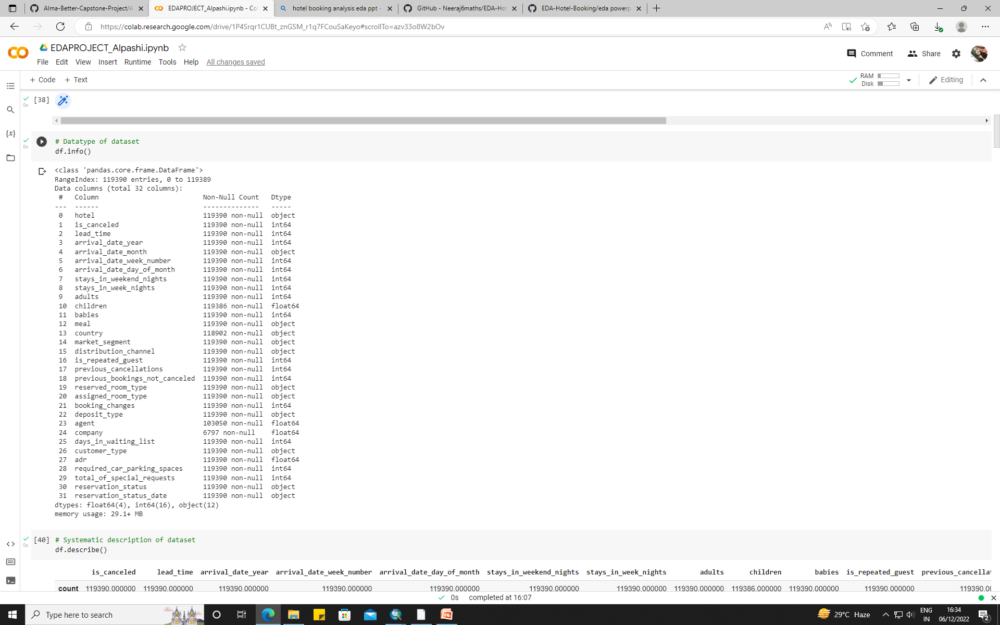 Alma-Better-Capstone-Project/A
EDAPROJECT_Alpashi.ipynb - Co
hotel booking analysis eda ppt -
GitHub - Neeraj6maths/EDA-Hot
EDA-Hotel-Booking/eda powerp
https://colab.research.google.com/drive/1P4Srqr1CUBt_znGSM_r1q7FCouSaKeyo#scrollTo=azv33o8W2bOv
EDAPROJECT_Alpashi.ipynb
Comment Share
File Edit View Insert Runtime Tools Help All changes saved
+ Code + Text
RAM
Disk
Editing
[38]
0s
{x}
0s
# Datatype of dataset
df.info()
<class 'pandas.core.frame.DataFrame'>
RangeIndex: 119390 entries, 0 to 119389
Data columns (total 32 columns):
 #   Column                          Non-Null Count   Dtype
---  ------                          --------------   -----
 0   hotel                           119390 non-null  object
 1   is_canceled                     119390 non-null  int64
 2   lead_time                       119390 non-null  int64
 3   arrival_date_year               119390 non-null  int64
 4   arrival_date_month              119390 non-null  object
 5   arrival_date_week_number        119390 non-null  int64
 6   arrival_date_day_of_month       119390 non-null  int64
 7   stays_in_weekend_nights         119390 non-null  int64
 8   stays_in_week_nights            119390 non-null  int64
 9   adults                          119390 non-null  int64
 10  children                        119386 non-null  float64
 11  babies                          119390 non-null  int64
 12  meal                            119390 non-null  object
 13  country                         118902 non-null  object
 14  market_segment                  119390 non-null  object
 15  distribution_channel            119390 non-null  object
 16  is_repeated_guest               119390 non-null  int64
 17  previous_cancellations          119390 non-null  int64
 18  previous_bookings_not_canceled  119390 non-null  int64
 19  reserved_room_type              119390 non-null  object
 20  assigned_room_type              119390 non-null  object
 21  booking_changes                 119390 non-null  int64
 22  deposit_type                    119390 non-null  object
 23  agent                           103050 non-null  float64
 24  company                         6797 non-null    float64
 25  days_in_waiting_list            119390 non-null  int64
 26  customer_type                   119390 non-null  object
 27  adr                             119390 non-null  float64
 28  required_car_parking_spaces     119390 non-null  int64
 29  total_of_special_requests       119390 non-null  int64
 30  reservation_status              119390 non-null  object
 31  reservation_status_date         119390 non-null  object
dtypes: float64(4), int64(16), object(12)
memory usage: 29.1+ MB
[40]
0s
# Systematic description of dataset
df.describe()
is_canceled lead_time arrival_date_year arrival_date_week_number arrival_date_day_of_month stays_in_weekend_nights stays_in_week_nights adults children babies is_repeated_guest previous_cancellat
count 119390.000000 119390.000000 119390.000000 119390.000000 119390.000000 119390.000000 119390.000000 119390.000000 119386.000000 119390.000000 119390.000000 119390.00
0s completed at 16:07
Type here to search
29°C Haze
ENG
IN
16:34
06/12/2022
2